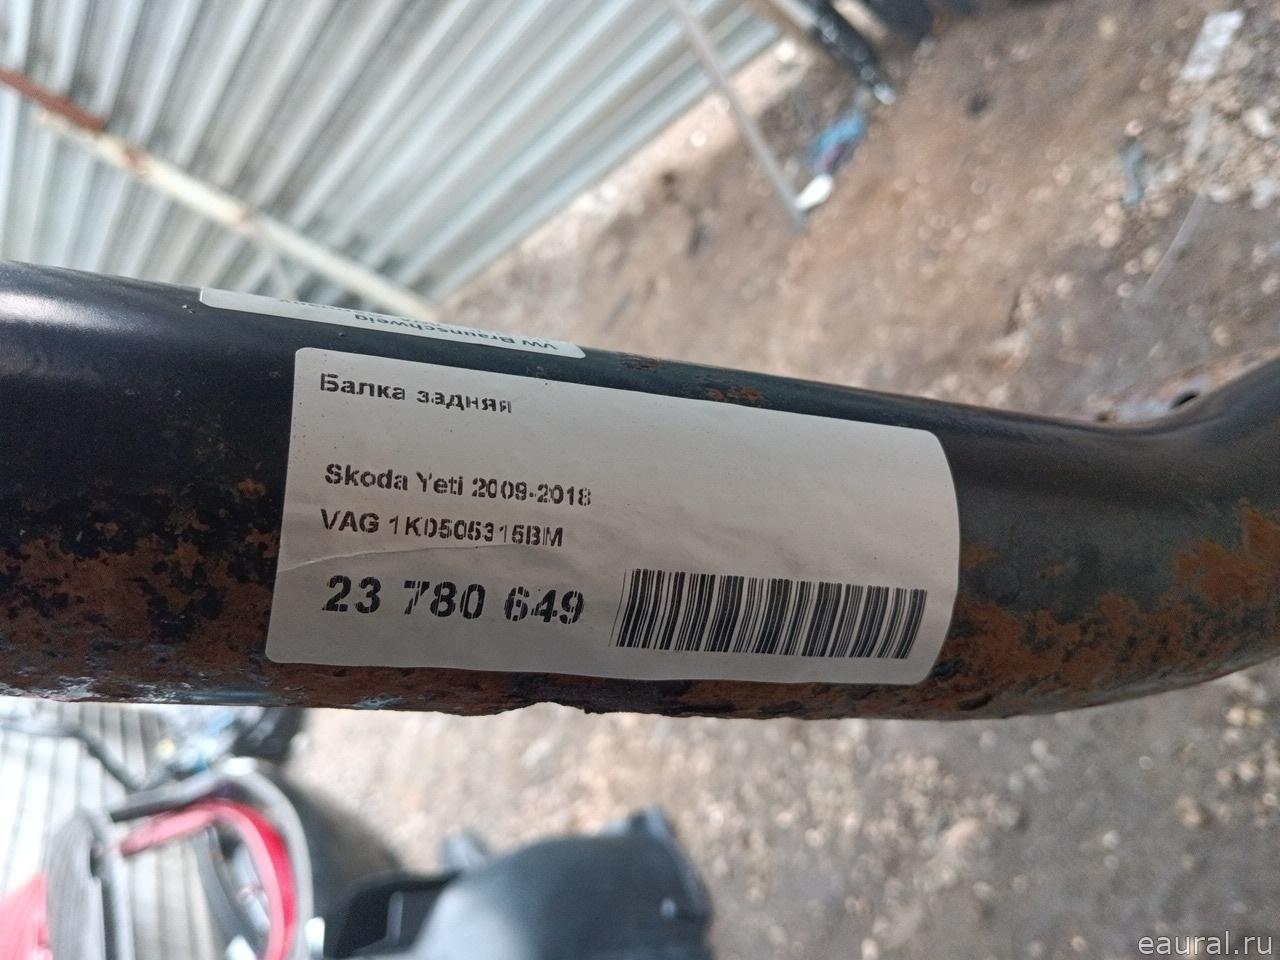 VW Braunschweig
Балка задняя
Skoda Yeti 2009-2018
VAG 1K0505315BM
23 780 649
eaural.ru